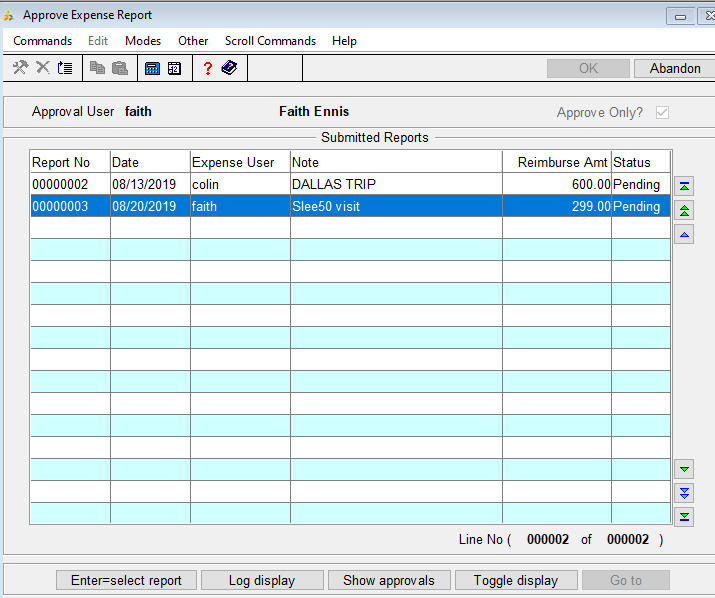 Approve Expense Report
Commands Edit Modes Other Scroll Commands Help
OK Abandon
Approval User faith Faith Ennis Approve Only?
Submitted Reports
Report No Date Expense User Note Reimburse Amt Status
00000002 08/13/2019 colin DALLAS TRIP 600.00 Pending
00000003 08/20/2019 faith Slee50 visit 299.00 Pending
Line No ( 000002 of 000002 )
Enter=select report Log display Show approvals Toggle display Go to